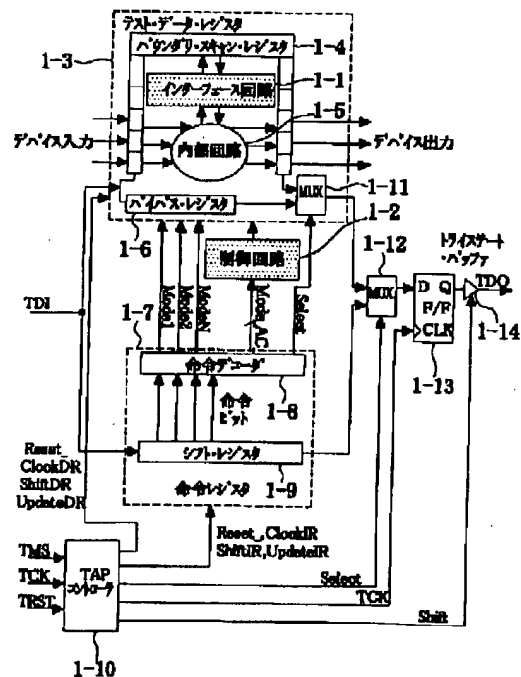 テスト・データ・レジスタ
バウンダリ・スキャン・レジスタ
1-4
1-3
インターフェース回路
1-1
1-5
デバイス入力
内部回路
デバイス出力
1-11
MUX
バイパス・レジスタ
1-6
1-2
制御回路
1-12
トライステート
・バッファ
TDO
TDI
Mode1
Mode2
ModeN
Mode_AC
Select
MUX
D Q
F/F
CLK
1-14
1-13
1-7
命令デコーダ
1-8
命令
ビット
シフト・レジスタ
1-9
命令レジスタ
Reset_
ClockDR
ShiftDR
UpdateDR
Reset_,ClockIR
ShiftIR,UpdateIR
TMS
TCK
TRST
TAP
コントローラ
Select
TCK
Shift
1-10